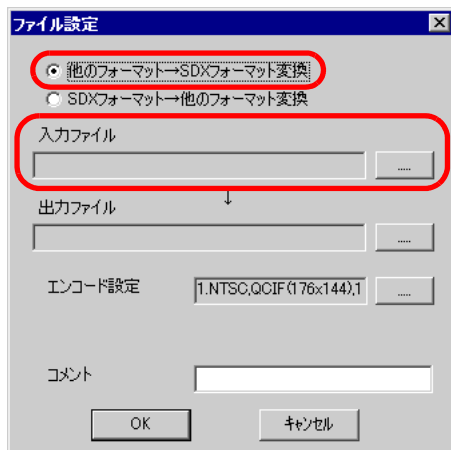 ファイル設定
他のフォーマット→SDXフォーマット変換
SDXフォーマット→他のフォーマット変換
入力ファイル
.....
↓
出力ファイル
.....
エンコード設定 1.NTSC,QCIF(176x144),1 .....
コメント
OK キャンセル